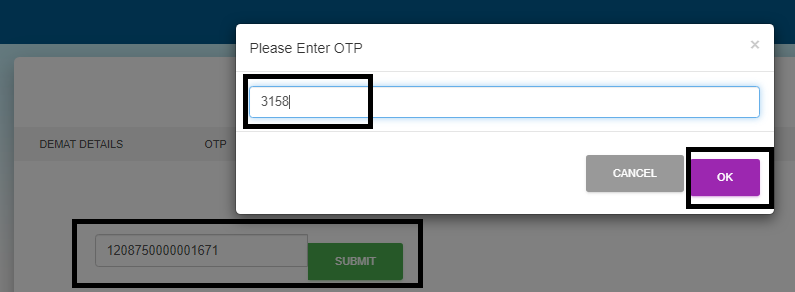 Please Enter OTP
×
3158
DEMAT DETAILS
OTP
CANCEL
OK
1208750000001671
SUBMIT